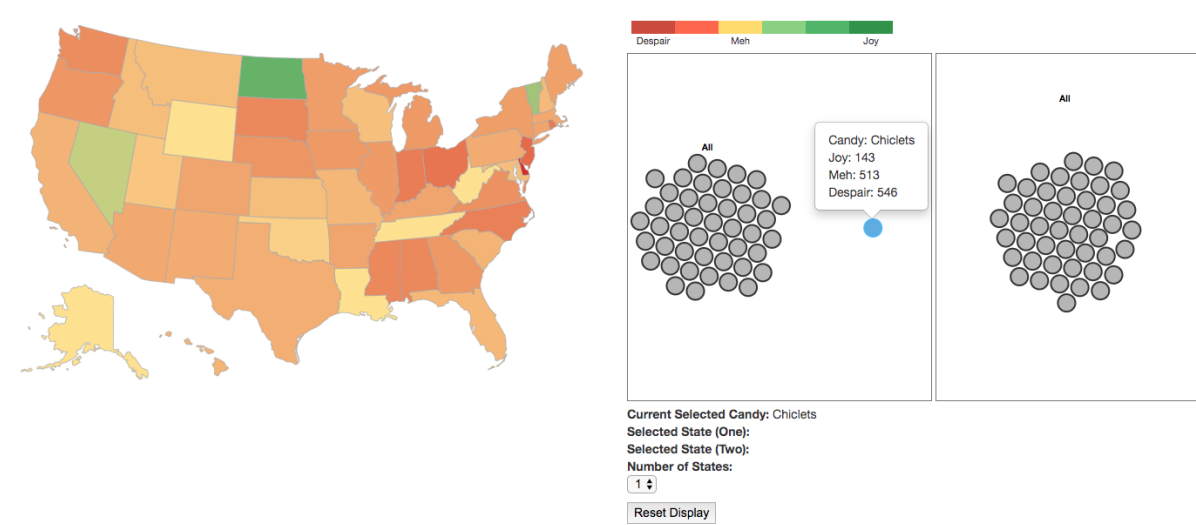 Despair Meh Joy
All
All
Candy: Chiclets
Joy: 143
Meh: 513
Despair: 546
Current Selected Candy: Chiclets
Selected State (One):
Selected State (Two):
Number of States:
1
Reset Display